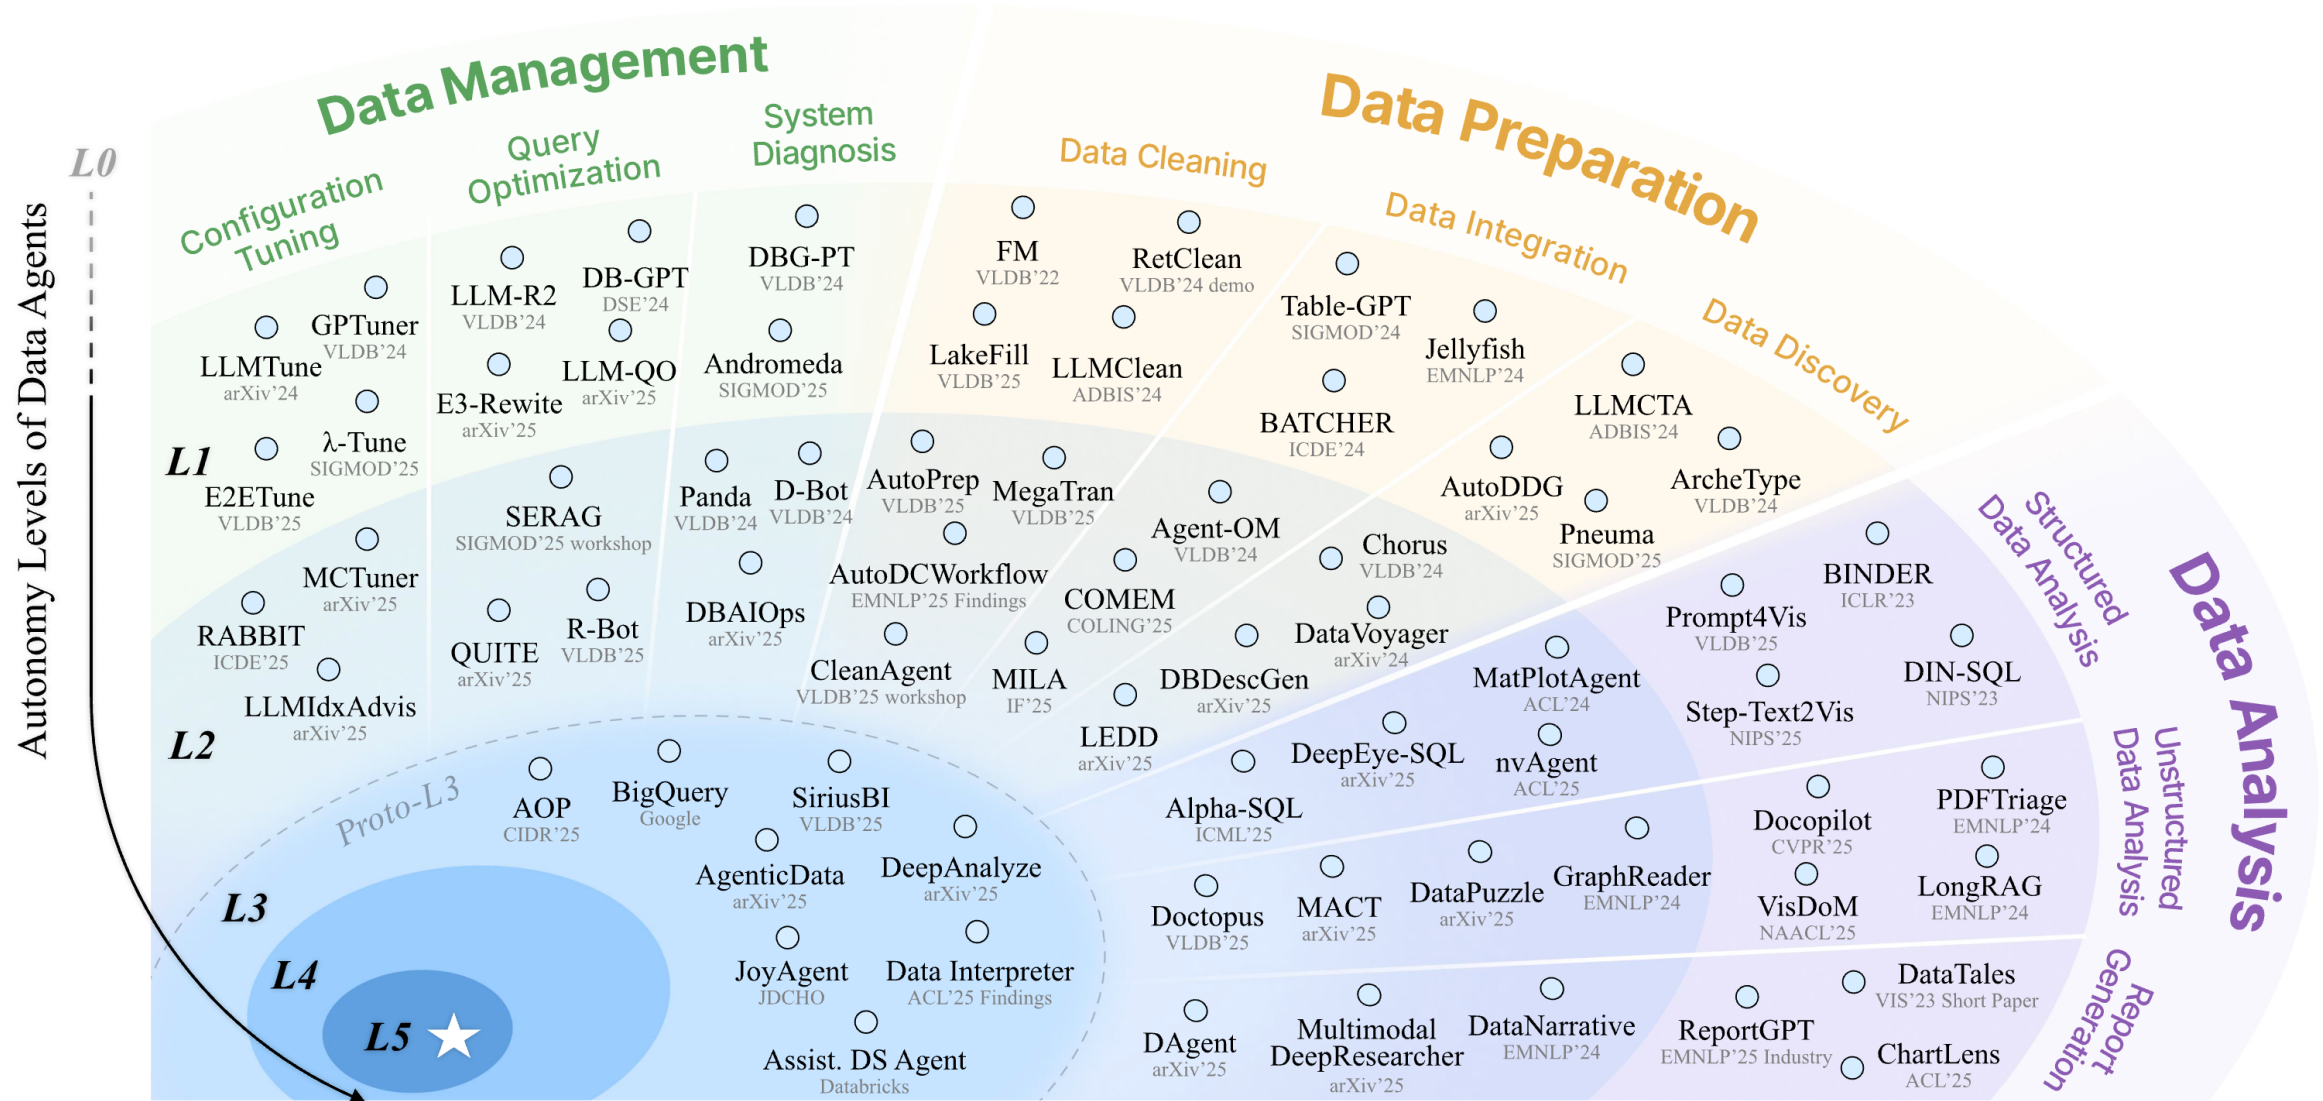 Data Management
Data Preparation
Data Analysis
Autonomy Levels of Data Agents
L0
Configuration
Tuning
Query
Optimization
System
Diagnosis
Data Cleaning
Data Integration
Data Discovery
Structured
Data Analysis
Unstructured
Data Analysis
Report
Generation
L1
GPTuner
VLDB'24
LLMTune
arXiv'24
λ-Tune
SIGMOD'25
E2ETune
VLDB'25
LLM-R2
VLDB'24
DB-GPT
DSE'24
E3-Rewite
arXiv'25
LLM-QO
arXiv'25
DBG-PT
VLDB'24
Andromeda
SIGMOD'25
FM
VLDB'22
RetClean
VLDB'24 demo
LakeFill
VLDB'25
LLMClean
ADBIS'24
Table-GPT
SIGMOD'24
Jellyfish
EMNLP'24
BATCHER
ICDE'24
LLMCTA
ADBIS'24
AutoDDG
arXiv'25
ArcheType
VLDB'24
Pneuma
SIGMOD'25
BINDER
ICLR'23
Prompt4Vis
VLDB'25
DIN-SQL
NIPS'23
Step-Text2Vis
NIPS'25
Docopilot
CVPR'25
PDFTriage
EMNLP'24
VisDoM
NAACL'25
LongRAG
EMNLP'24
DataTales
VIS'23 Short Paper
ReportGPT
EMNLP'25 Industry
ChartLens
ACL'25
L2
MCTuner
arXiv'25
RABBIT
ICDE'25
LLMIdxAdvis
arXiv'25
SERAG
SIGMOD'25 workshop
QUITE
arXiv'25
R-Bot
VLDB'25
Panda
VLDB'24
D-Bot
VLDB'24
DBAIOps
arXiv'25
AutoPrep
VLDB'25
MegaTran
VLDB'25
AutoDCWorkflow
EMNLP'25 Findings
CleanAgent
VLDB'25 workshop
Agent-OM
VLDB'24
COMEM
COLING'25
MILA
IF'25
Chorus
VLDB'24
DataVoyager
arXiv'24
DBDescGen
arXiv'25
LEDD
arXiv'25
MatPlotAgent
ACL'24
DeepEye-SQL
arXiv'25
nvAgent
ACL'25
Alpha-SQL
ICML'25
Doctopus
VLDB'25
MACT
arXiv'25
DataPuzzle
arXiv'25
GraphReader
EMNLP'24
DAgent
arXiv'25
Multimodal
DeepResearcher
arXiv'25
DataNarrative
EMNLP'24
Proto-L3
L3
AOP
CIDR'25
BigQuery
Google
SiriusBI
VLDB'25
AgenticData
arXiv'25
DeepAnalyze
arXiv'25
JoyAgent
JDCHO
Data Interpreter
ACL'25 Findings
Assist. DS Agent
Databricks
L4
L5